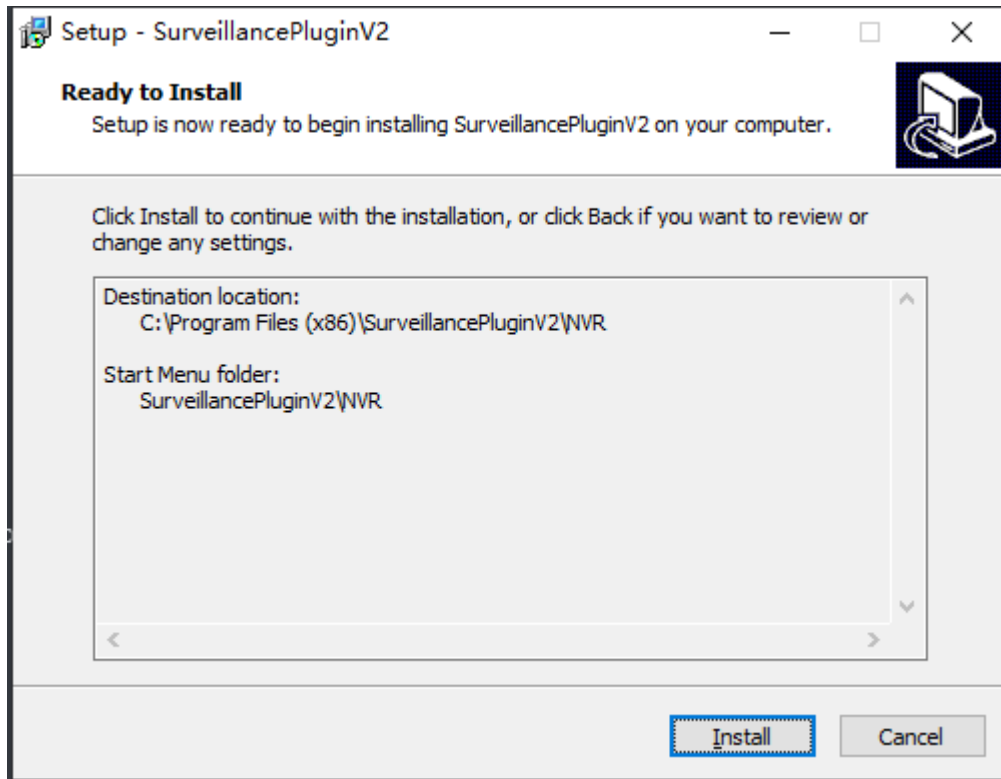 Setup - SurveillancePluginV2
Ready to Install
Setup is now ready to begin installing SurveillancePluginV2 on your computer.
Click Install to continue with the installation, or click Back if you want to review or
change any settings.
Destination location:
C:\Program Files (x86)\SurveillancePluginV2\NVR
Start Menu folder:
SurveillancePluginV2\NVR
Install
Cancel